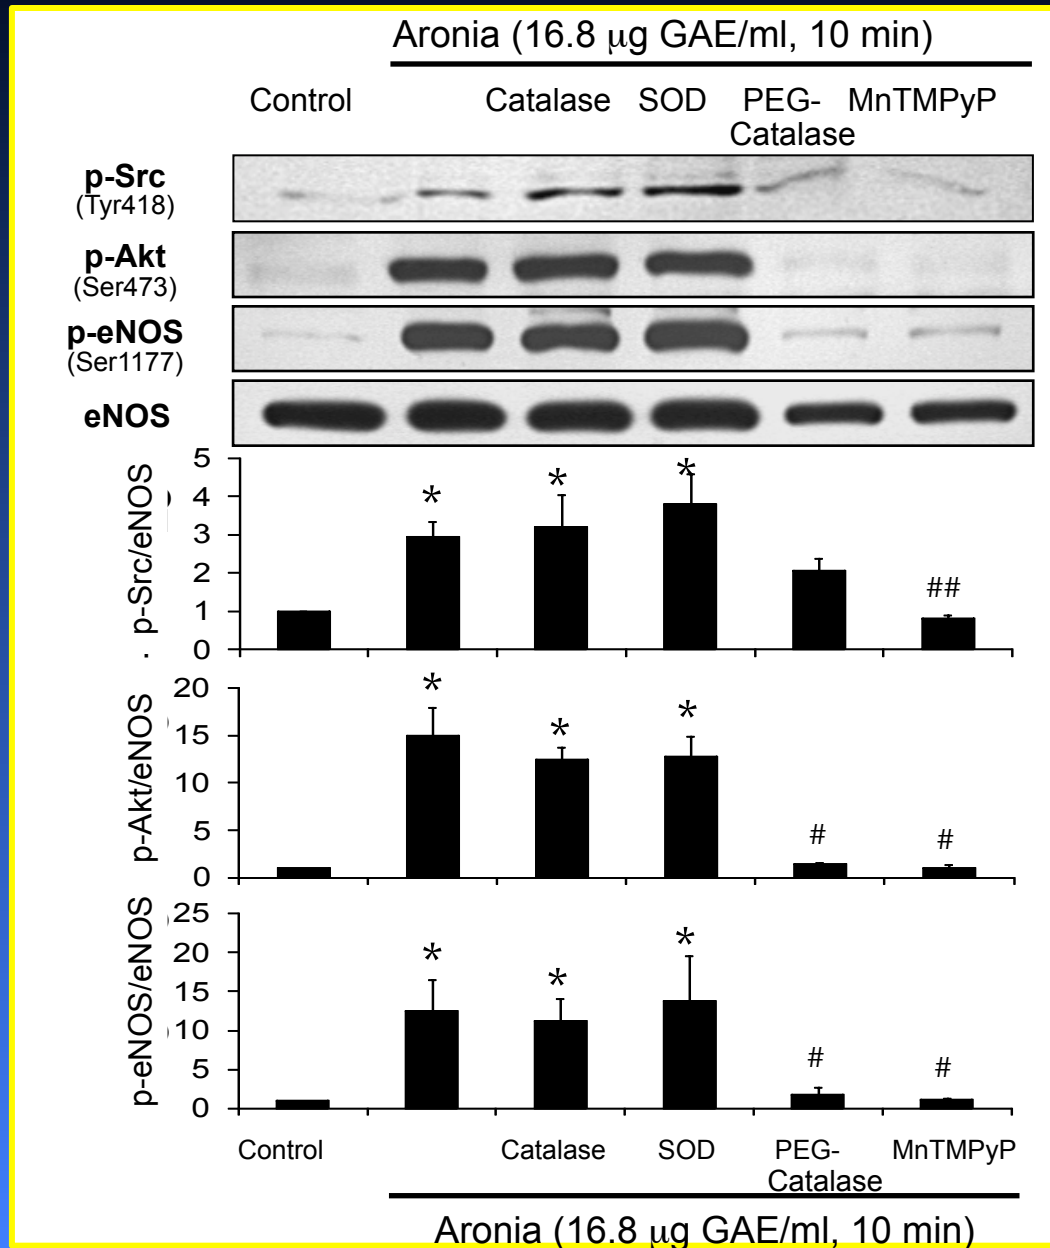 Aronia (16.8 μg GAE/ml, 10 min)
Control Catalase SOD PEG- MnTMPyP
Catalase
p-Src
(Tyr418)
p-Akt
(Ser473)
p-eNOS
(Ser1177)
eNOS
p-Src/eNOS
5
4
3
2
1
0
* * * ##
p-Akt/eNOS
20
15
10
5
0
* * * # #
p-eNOS/eNOS
25
20
15
10
5
0
* * * # #
Control Catalase SOD PEG- MnTMPyP
Catalase
Aronia (16.8 μg GAE/ml, 10 min)